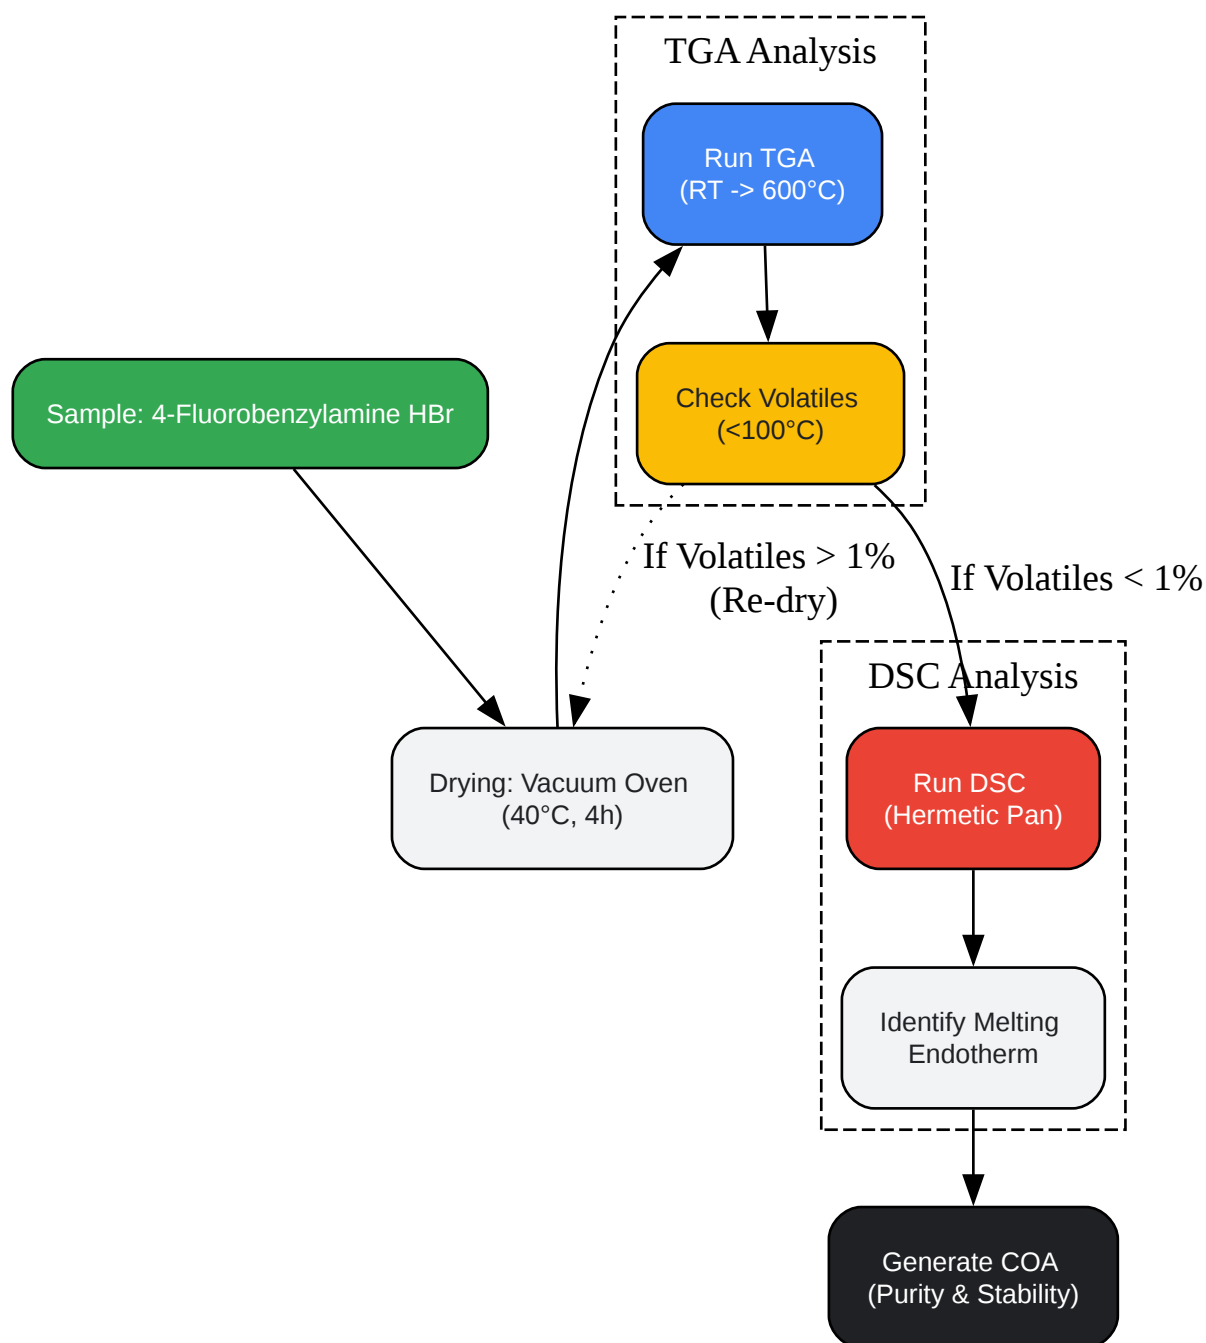 TGA Analysis
Run TGA
(RT -> 600°C)
Check Volatiles
(<100°C)
Sample: 4-Fluorobenzylamine HBr
If Volatiles > 1%
(Re-dry)
If Volatiles < 1%
Drying: Vacuum Oven
(40°C, 4h)
DSC Analysis
Run DSC
(Hermetic Pan)
Identify Melting
Endotherm
Generate COA
(Purity & Stability)